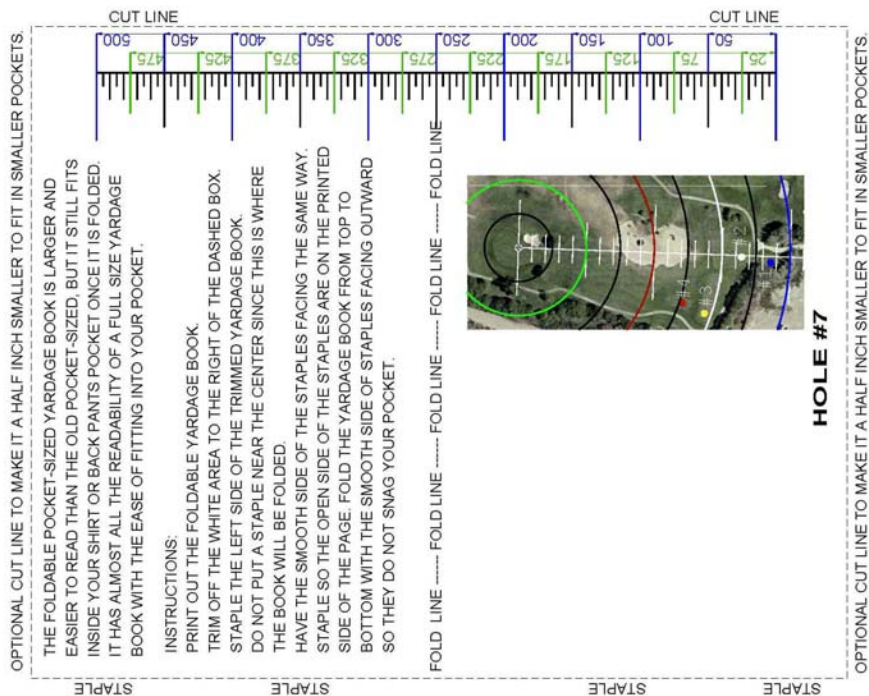 OPTIONAL CUT LINE TO MAKE IT A HALF INCH SMALLER TO FIT IN SMALLER POCKETS.
THE FOLDABLE POCKET-SIZED YARDAGE BOOK IS LARGER AND
EASIER TO READ THAN THE OLD POCKET-SIZED, BUT IT STILL FITS
INSIDE YOUR SHIRT OR BACK PANTS POCKET ONCE IT IS FOLDED.
IT HAS ALMOST ALL THE READABILITY OF A FULL SIZE YARDAGE
BOOK WITH THE EASE OF FITTING INTO YOUR POCKET.
INSTRUCTIONS:
PRINT OUT THE FOLDABLE YARDAGE BOOK.
TRIM OFF THE WHITE AREA TO THE RIGHT OF THE DASHED BOX.
STAPLE THE LEFT SIDE OF THE TRIMMED YARDAGE BOOK.
DO NOT PUT A STAPLE NEAR THE CENTER SINCE THIS IS WHERE
THE BOOK WILL BE FOLDED.
HAVE THE SMOOTH SIDE OF THE STAPLES FACING THE SAME WAY.
STAPLE SO THE OPEN SIDE OF THE STAPLES ARE ON THE PRINTED
SIDE OF THE PAGE. FOLD THE YARDAGE BOOK FROM TOP TO
BOTTOM WITH THE SMOOTH SIDE OF STAPLES FACING OUTWARD
SO THEY DO NOT SNAG YOUR POCKET.
FOLD LINE ------- FOLD LINE ------- FOLD LINE ------- FOLD LINE ------- FOLD LINE
CUT LINE
CUT LINE
500
475
450
425
400
375
350
325
300
275
250
225
200
175
150
125
100
75
50
25
#4
#3
#2
HOLE #7
STAPLE
STAPLE
STAPLE
STAPLE
OPTIONAL CUT LINE TO MAKE IT A HALF INCH SMALLER TO FIT IN SMALLER POCKETS.